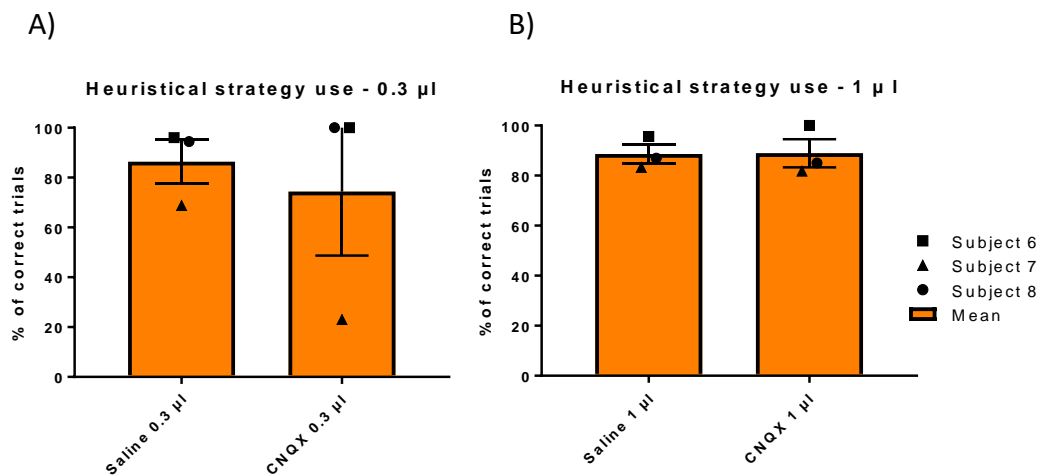 A)
Heuristical strategy use - 0.3 µl
% of correct trials
100
80
60
40
20
0
Saline 0.3 µl
CNQX 0.3 µl
B)
Heuristical strategy use - 1 µ l
% of correct trials
100
80
60
40
20
0
Saline 1 µl
CNQX 1 µl
Subject 6
Subject 7
Subject 8
Mean